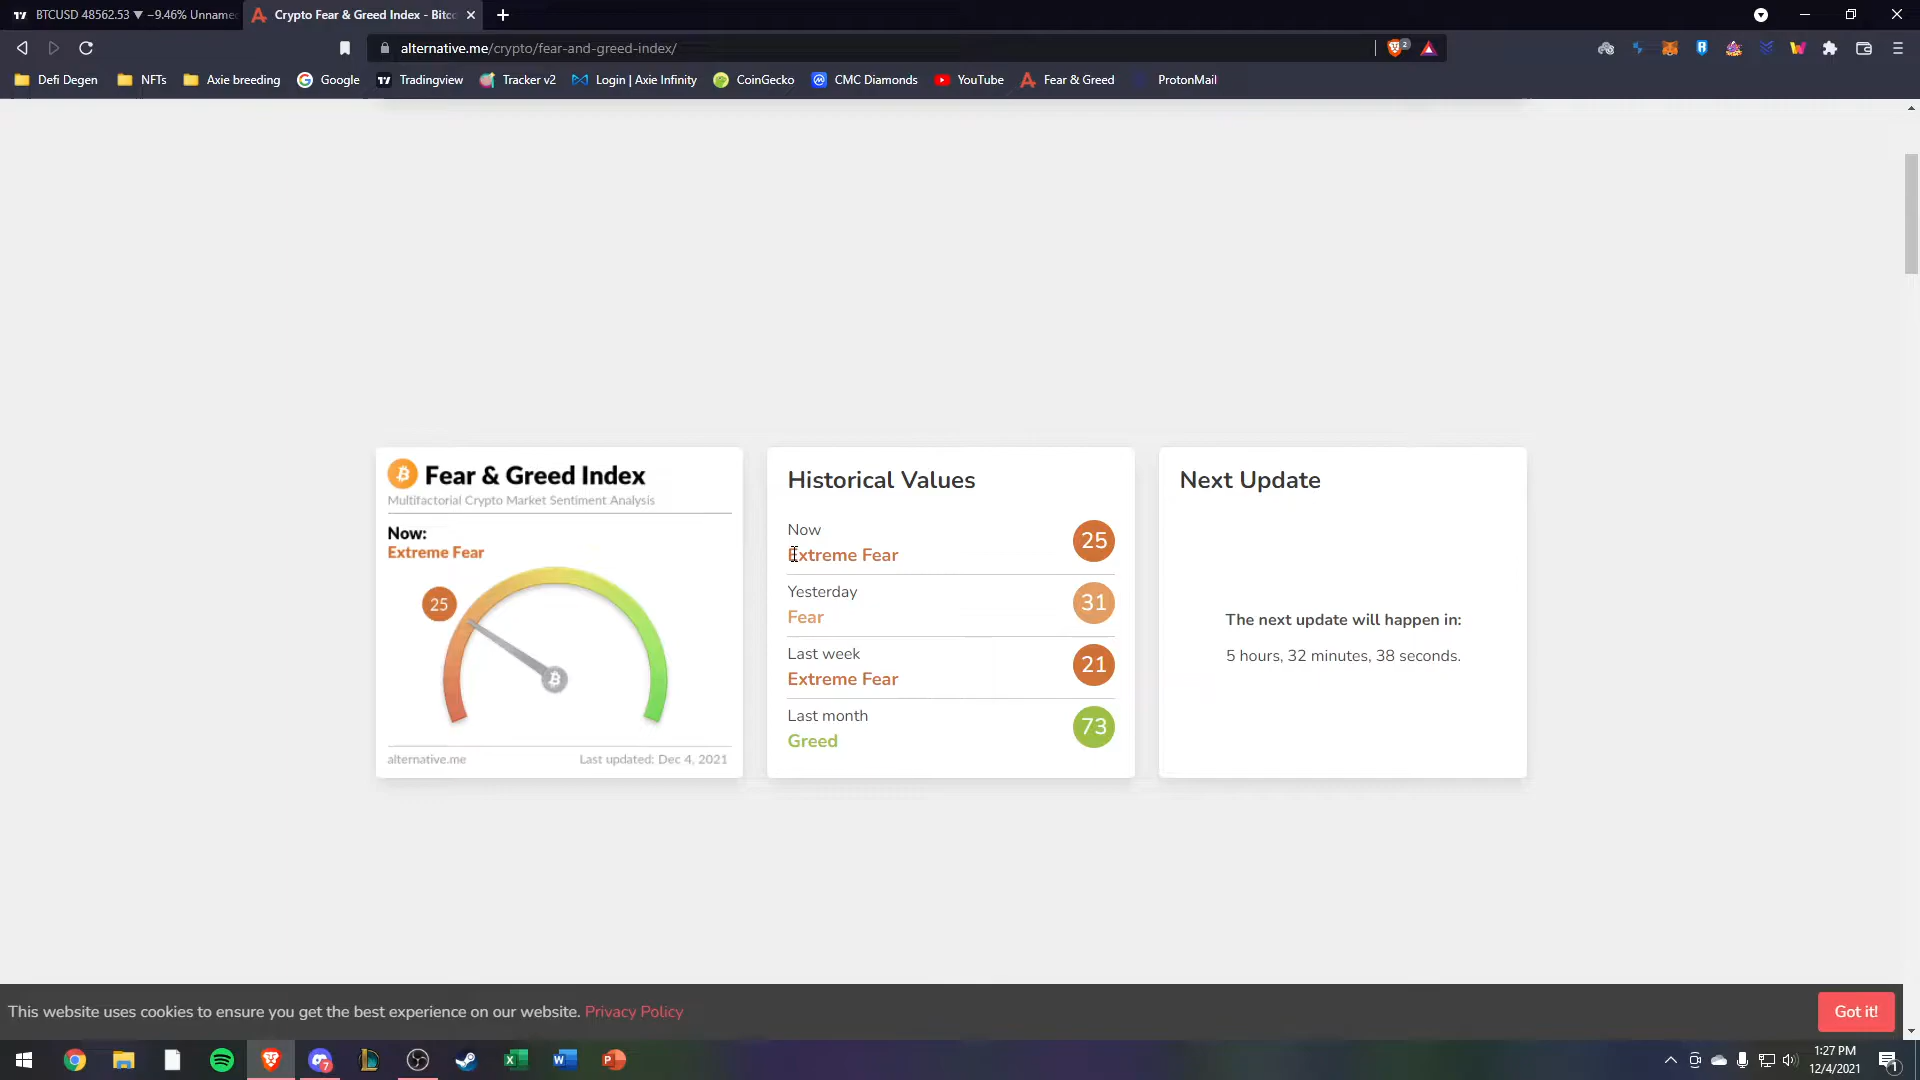 BTCUSD 48562.53 ▼ −9.46% Unname
Crypto Fear & Greed Index - Bitc
alternative.me/crypto/fear-and-greed-index/
2
Defi Degen
NFTs
Axie breeding
Google
Tradingview
Tracker v2
Login | Axie Infinity
CoinGecko
CMC Diamonds
YouTube
Fear & Greed
ProtonMail
Fear & Greed Index
Multifactorial Crypto Market Sentiment Analysis
Now:
Extreme Fear
25
alternative.me
Last updated: Dec 4, 2021
Historical Values
Now
Extreme Fear
25
Yesterday
Fear
31
Last week
Extreme Fear
21
Last month
Greed
73
Next Update
The next update will happen in:
5 hours, 32 minutes, 38 seconds.
This website uses cookies to ensure you get the best experience on our website. Privacy Policy
Got it!
7
1:27 PM
12/4/2021
1